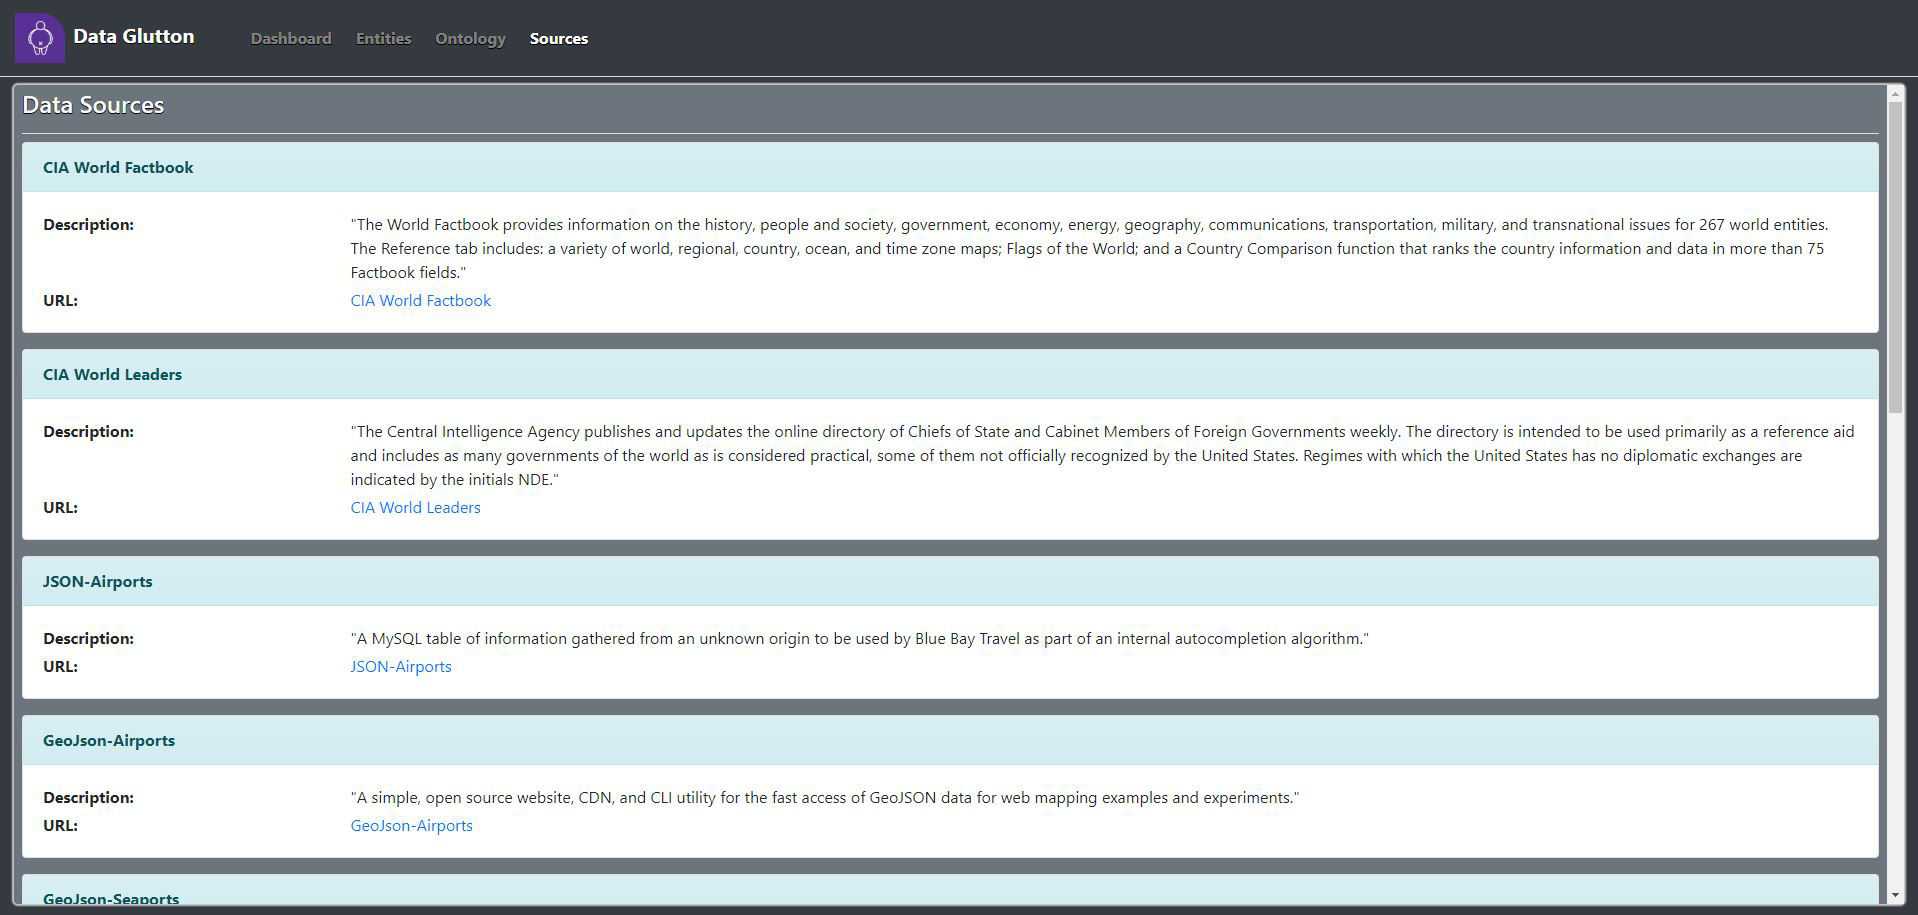 Data Glutton
Dashboard Entities Ontology Sources
Data Sources
CIA World Factbook
Description: "The World Factbook provides information on the history, people and society, government, economy, energy, geography, communications, transportation, military, and transnational issues for 267 world entities.
The Reference tab includes: a variety of world, regional, country, ocean, and time zone maps; Flags of the World; and a Country Comparison function that ranks the country information and data in more than 75
Factbook fields."
URL: CIA World Factbook
CIA World Leaders
Description: "The Central Intelligence Agency publishes and updates the online directory of Chiefs of State and Cabinet Members of Foreign Governments weekly. The directory is intended to be used primarily as a reference aid
and includes as many governments of the world as is considered practical, some of them not officially recognized by the United States. Regimes with which the United States has no diplomatic exchanges are
indicated by the initials NDE."
URL: CIA World Leaders
JSON-Airports
Description: "A MySQL table of information gathered from an unknown origin to be used by Blue Bay Travel as part of an internal autocompletion algorithm."
URL: JSON-Airports
GeoJson-Airports
Description: "A simple, open source website, CDN, and CLI utility for the fast access of GeoJSON data for web mapping examples and experiments."
URL: GeoJson-Airports
GeoJson-Seaports